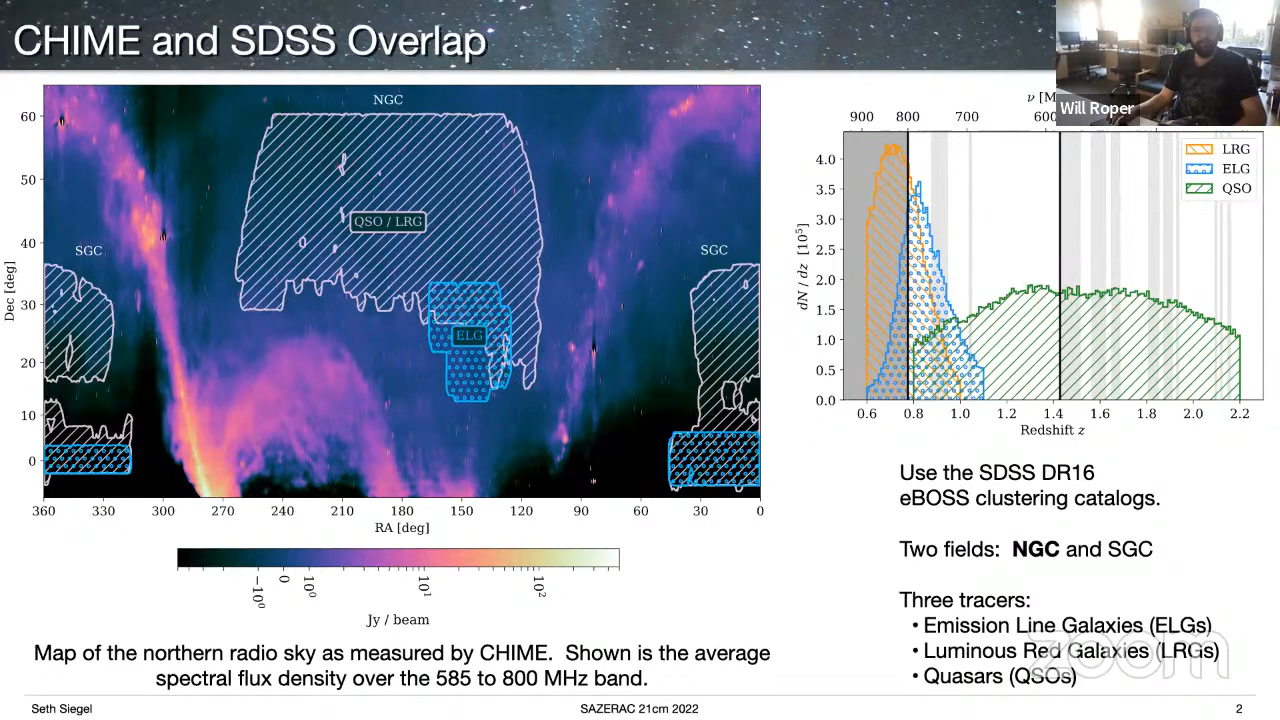 CHIME and SDSS Overlap
Will Roper
NGC
SGC
SGC
QSO / LRG
ELG
60
50
40
30
20
10
0
Dec [deg]
360 330 300 270 240 210 180 150 120 90 60 30 0
RA [deg]
−10⁰ 0 10⁰ 10¹ 10²
Jy / beam
Map of the northern radio sky as measured by CHIME. Shown is the average
spectral flux density over the 585 to 800 MHz band.
ν [M
900 800 700 600
LRG
ELG
QSO
4.0
3.5
3.0
2.5
2.0
1.5
1.0
0.5
0.0
dN / dz [10⁵]
0.6 0.8 1.0 1.2 1.4 1.6 1.8 2.0 2.2
Redshift z
Use the SDSS DR16
eBOSS clustering catalogs.
Two fields: NGC and SGC
Three tracers:
• Emission Line Galaxies (ELGs)
• Luminous Red Galaxies (LRGs)
• Quasars (QSOs)
zoom
Seth Siegel
SAZERAC 21cm 2022
2